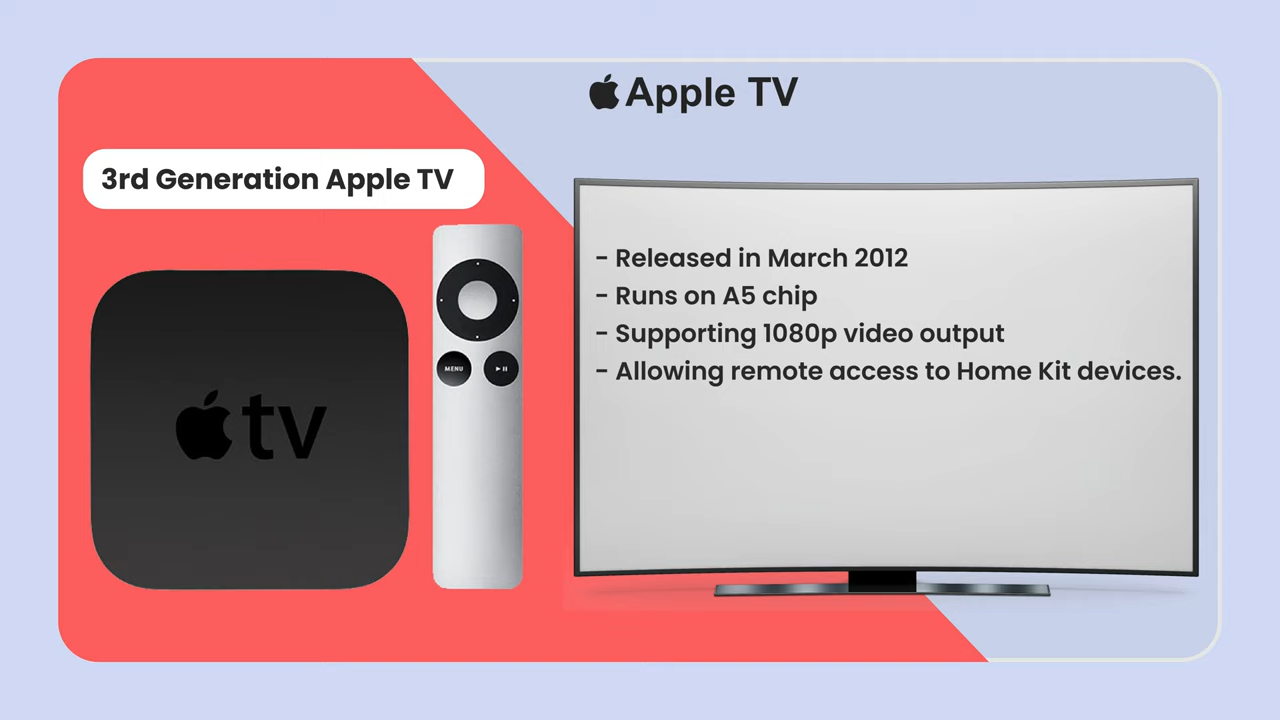 Apple TV
3rd Generation Apple TV
- Released in March 2012
- Runs on A5 chip
- Supporting 1080p video output
- Allowing remote access to Home Kit devices.
MENU
tv